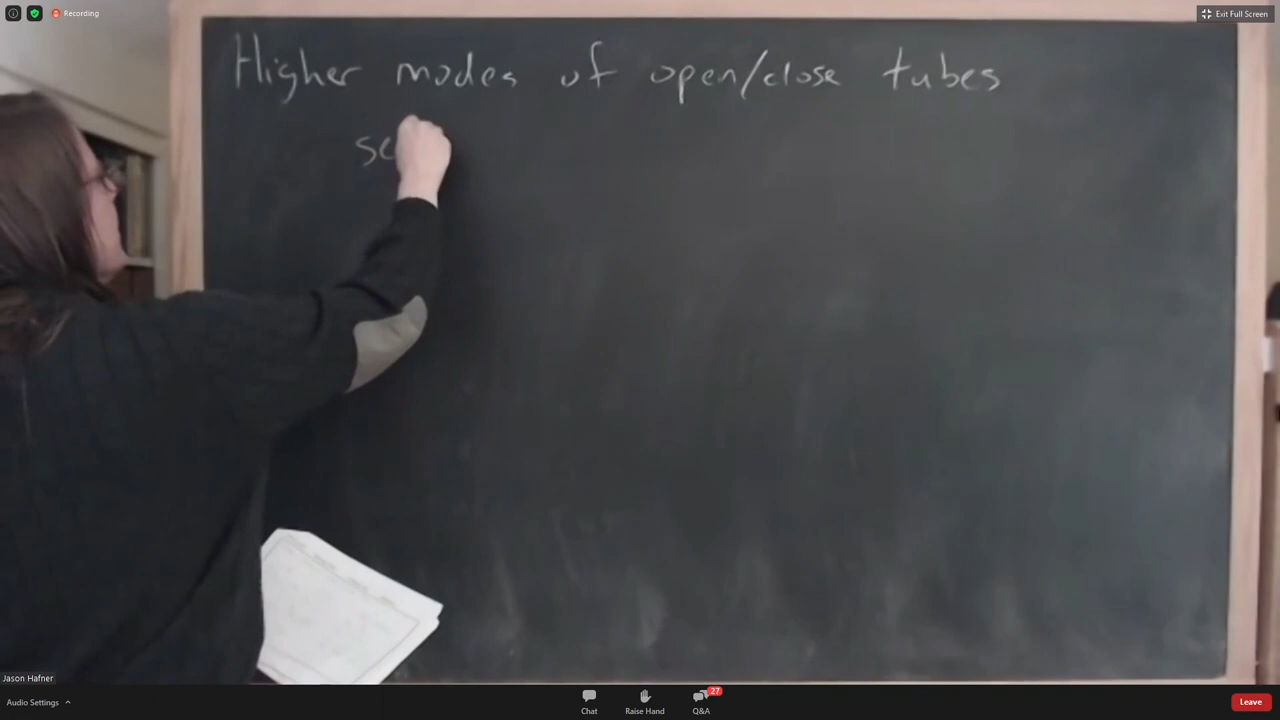 Recording
Exit Full Screen
Higher modes of open/close tubes
Jason Hafner
Audio Settings
Chat
Raise Hand
27
Q&A
Leave